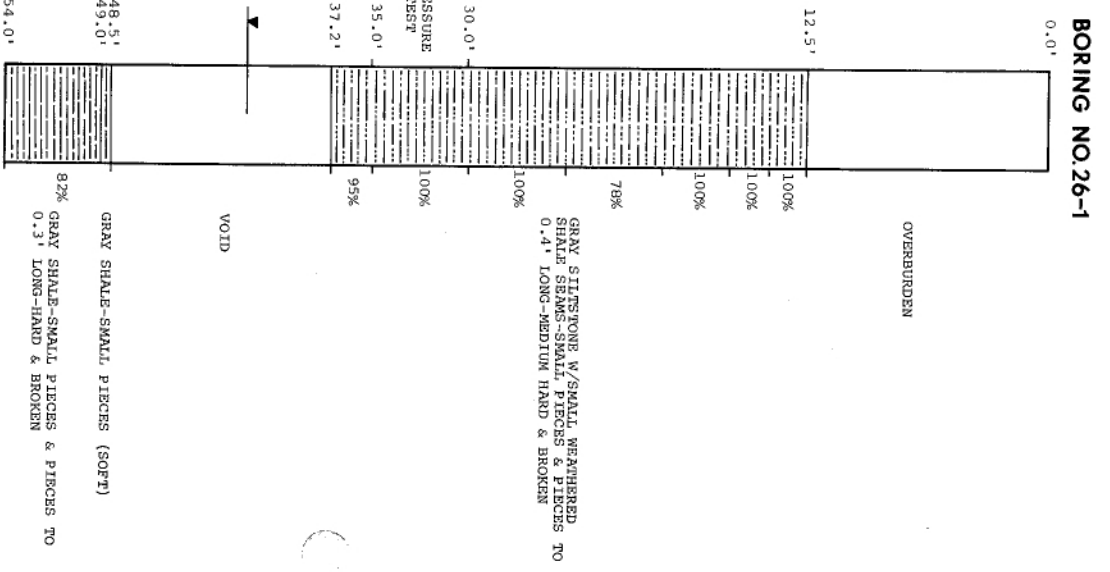 BORING NO.26-1
0.0'
OVERBURDEN
12.5'
100%
100%
100%
78%
GRAY SILTSTONE W/SMALL WEATHERED
SHALE SEAMS-SMALL PIECES & PIECES TO
0.4' LONG-MEDIUM HARD & BROKEN
100%
30.0'
100%
ESSURE
TEST
35.0'
95%
37.2'
VOID
48.5'
49.0'
GRAY SHALE-SMALL PIECES (SOFT)
82%
GRAY SHALE-SMALL PIECES & PIECES TO
0.3' LONG-HARD & BROKEN
54.0'